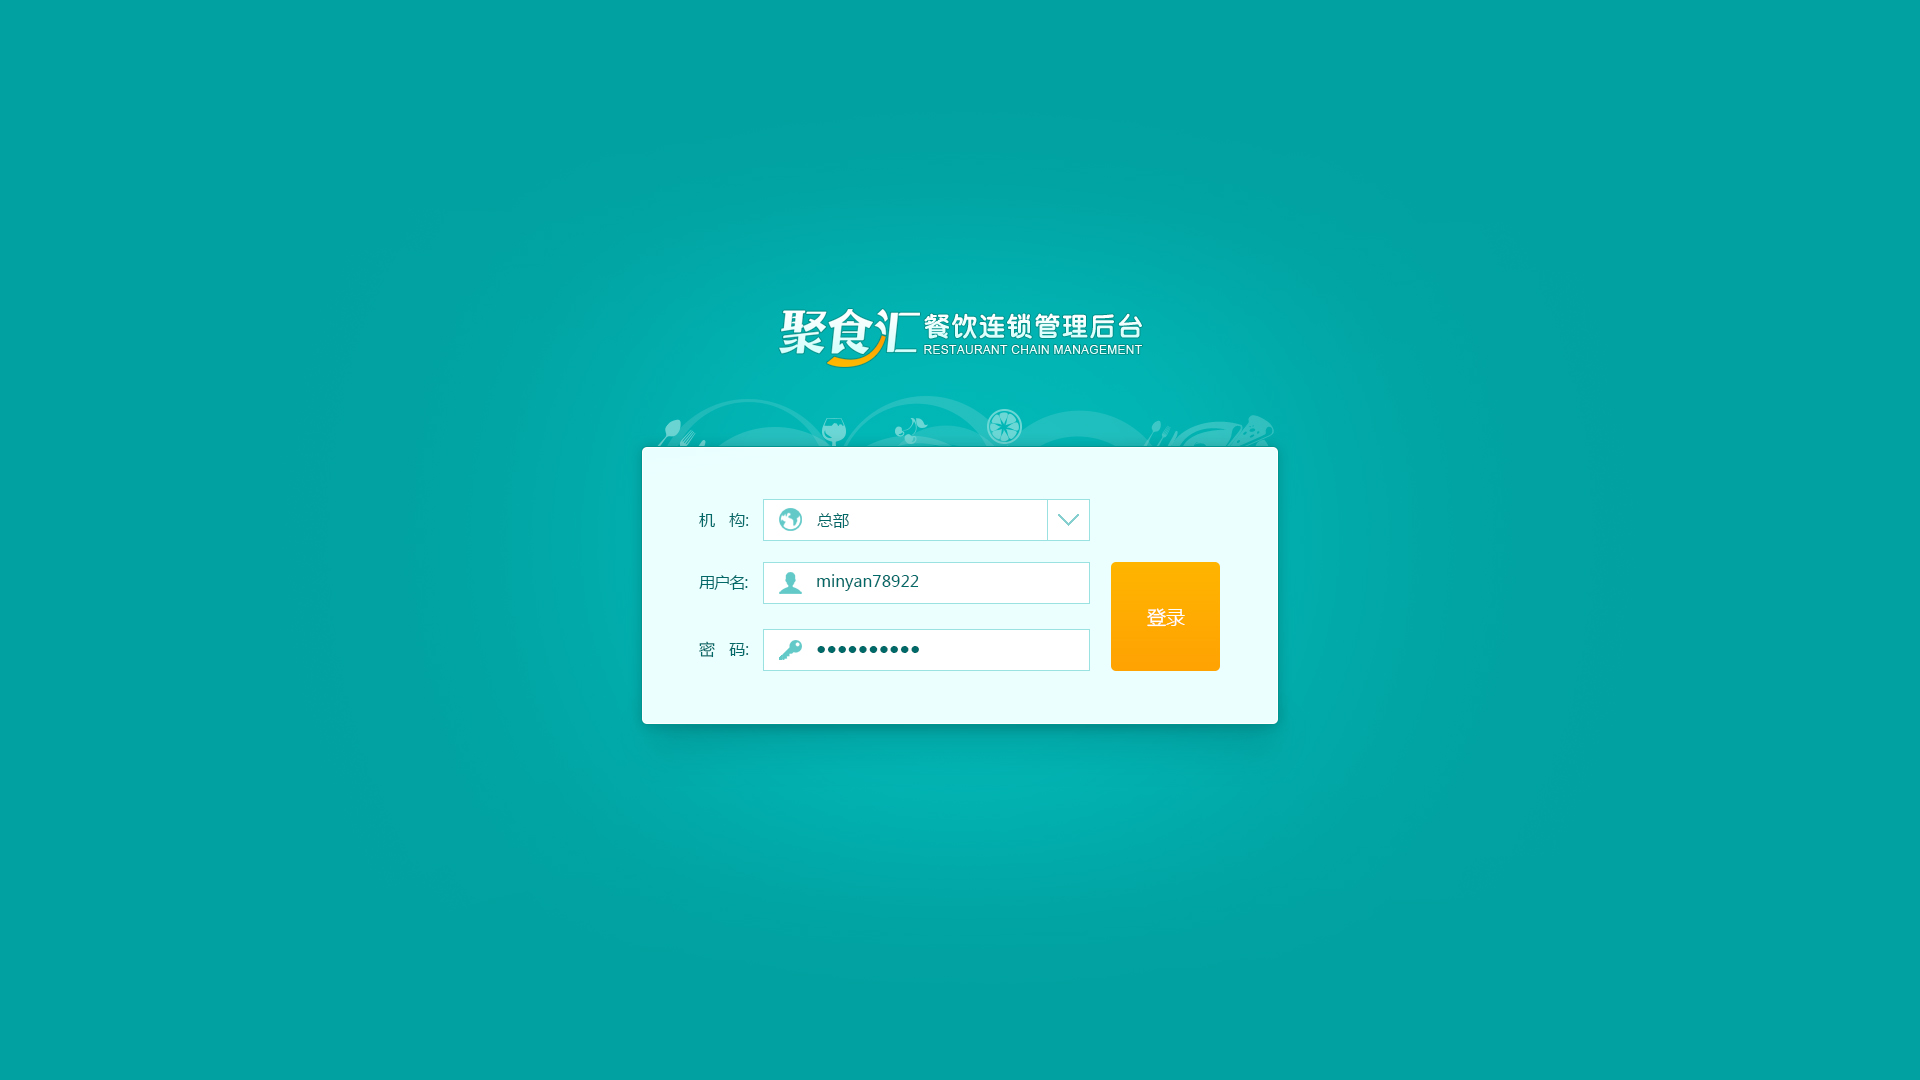 聚食汇 餐饮连锁管理后台
RESTAURANT CHAIN MANAGEMENT
机 构: 总部
用户名: minyan78922
登录
密 码: ●●●●●●●●●●